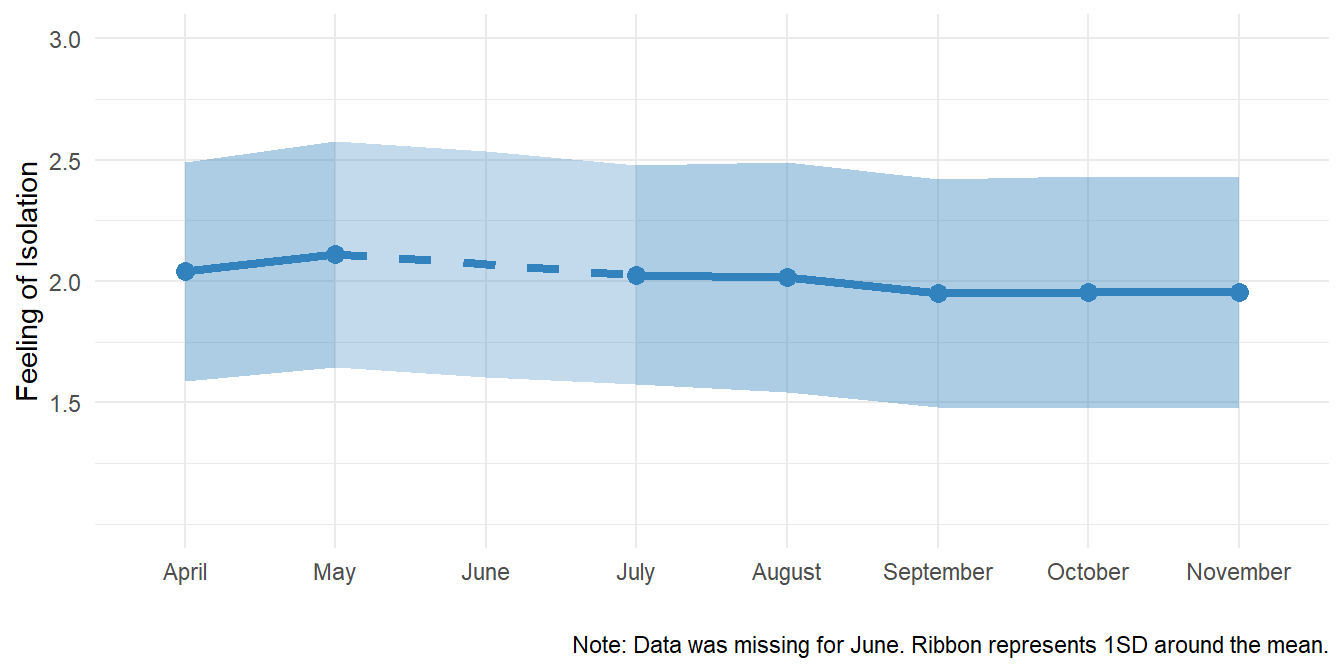 Feeling of Isolation
3.0
2.5
2.0
1.5
April May June July August September October November
Note: Data was missing for June. Ribbon represents 1SD around the mean.